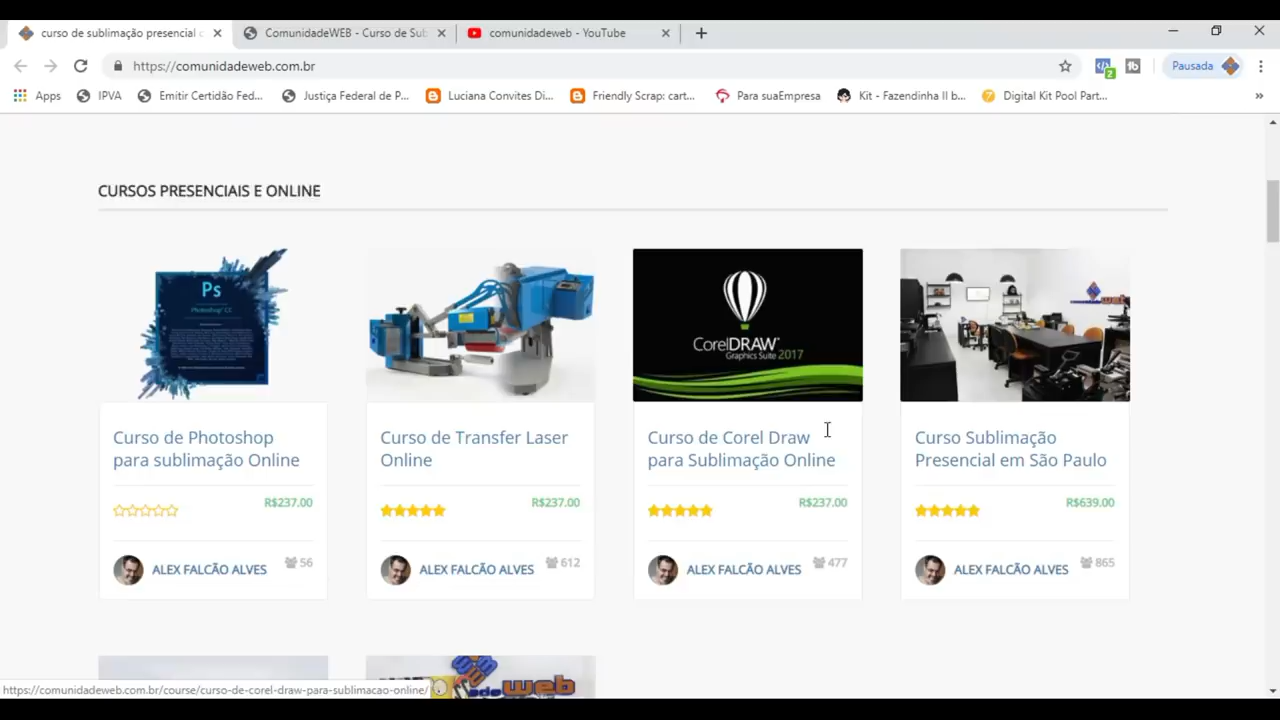 curso de sublimação presencial c
ComunidadeWEB - Curso de Sub
comunidadeweb - YouTube
https://comunidadeweb.com.br
2
Pausada
Apps
IPVA
Emitir Certidão Fed...
Justiça Federal de P...
Luciana Convites Di...
Friendly Scrap: cart...
Para suaEmpresa
Kit - Fazendinha II b...
Digital Kit Pool Part...
»
CURSOS PRESENCIAIS E ONLINE
Ps
Photoshop CC
CorelDRAW
Graphics Suite 2017
Curso de Photoshop
para sublimação Online
R$237.00
ALEX FALCÃO ALVES
56
Curso de Transfer Laser
Online
R$237.00
ALEX FALCÃO ALVES
612
Curso de Corel Draw
para Sublimação Online
R$237.00
ALEX FALCÃO ALVES
477
Curso Sublimação
Presencial em São Paulo
R$639.00
ALEX FALCÃO ALVES
865
web
https://comunidadeweb.com.br/course/curso-de-corel-draw-para-sublimacao-online/